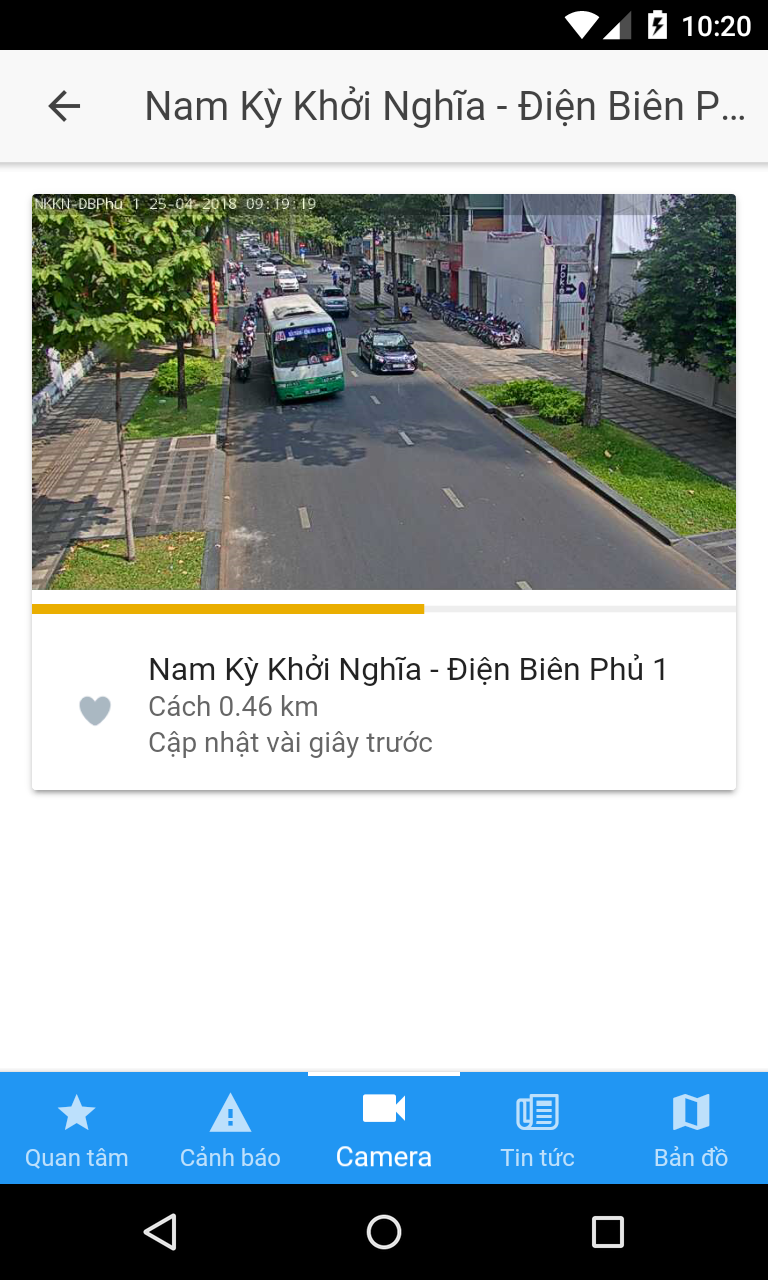 10:20
Nam Kỳ Khởi Nghĩa - Điện Biên P...
NKKN-ĐBPhủ 1 25-04-2018 09:19:19
Nam Kỳ Khởi Nghĩa - Điện Biên Phủ 1
Cách 0.46 km
Cập nhật vài giây trước
Quan tâm
Cảnh báo
Camera
Tin tức
Bản đồ